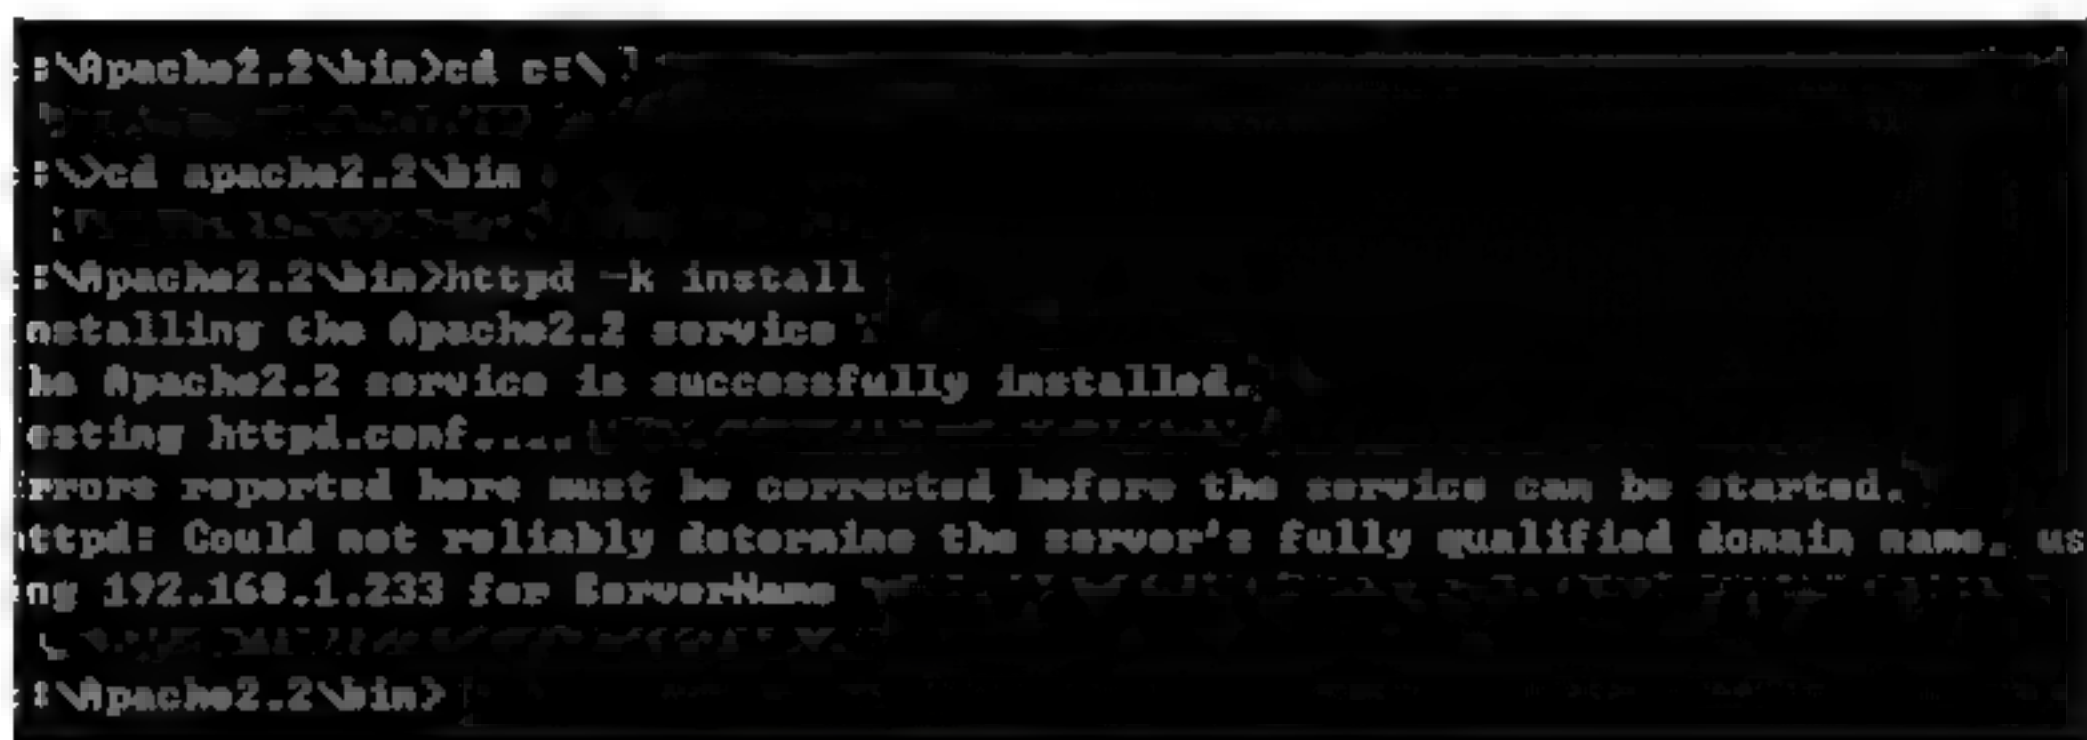 :\Apache2.2\bin>cd c:\
:\>cd apache2.2\bin
:\Apache2.2\bin>httpd -k install
nstalling the Apache2.2 service
he Apache2.2 service is successfully installed.
esting httpd.conf....
rrors reported here must be corrected before the service can be started.
ttpd: Could not reliably determine the server's fully qualified domain name, us
ng 192.168.1.233 for ServerName
:\Apache2.2\bin>